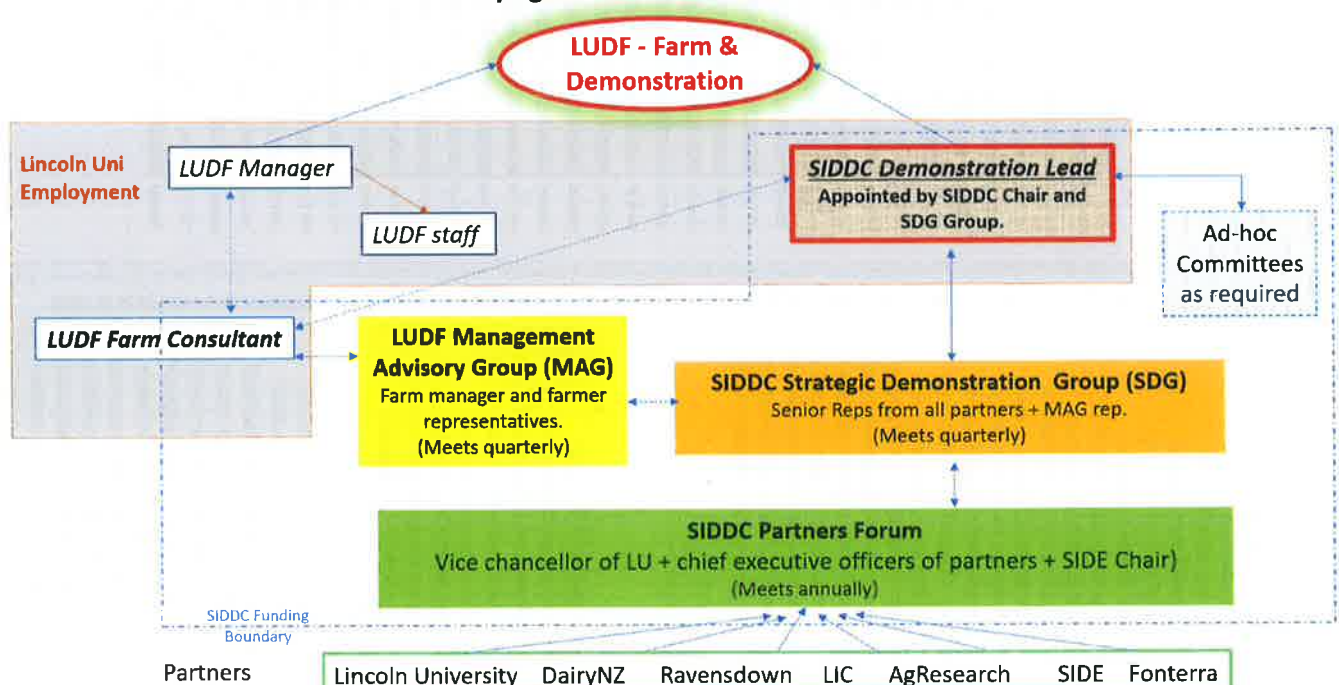 LUDF - Farm &
Demonstration
Lincoln Uni
Employment
LUDF Manager
LUDF staff
SIDDC Demonstration Lead
Appointed by SIDDC Chair and
SDG Group.
Ad-hoc
Committees
as required
LUDF Farm Consultant
LUDF Management
Advisory Group (MAG)
Farm manager and farmer
representatives.
(Meets quarterly)
SIDDC Strategic Demonstration Group (SDG)
Senior Reps from all partners + MAG rep.
(Meets quarterly)
SIDDC Partners Forum
Vice chancellor of LU + chief executive officers of partners + SIDE Chair)
(Meets annually)
SIDDC Funding
Boundary
Partners
Lincoln University DairyNZ Ravensdown LIC AgResearch SIDE Fonterra